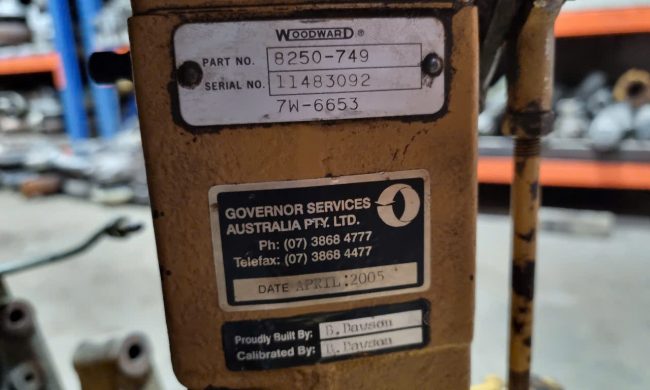 WOODWARD®
PART NO. 8250-749
SERIAL NO. 11483092
7W-6653
GOVERNOR SERVICES
AUSTRALIA PTY. LTD.
Ph: (07) 3868 4777
Telefax: (07) 3868 4477
DATE APRIL:2005
Proudly Built By: B. Dawson
Calibrated By: B. Dawson